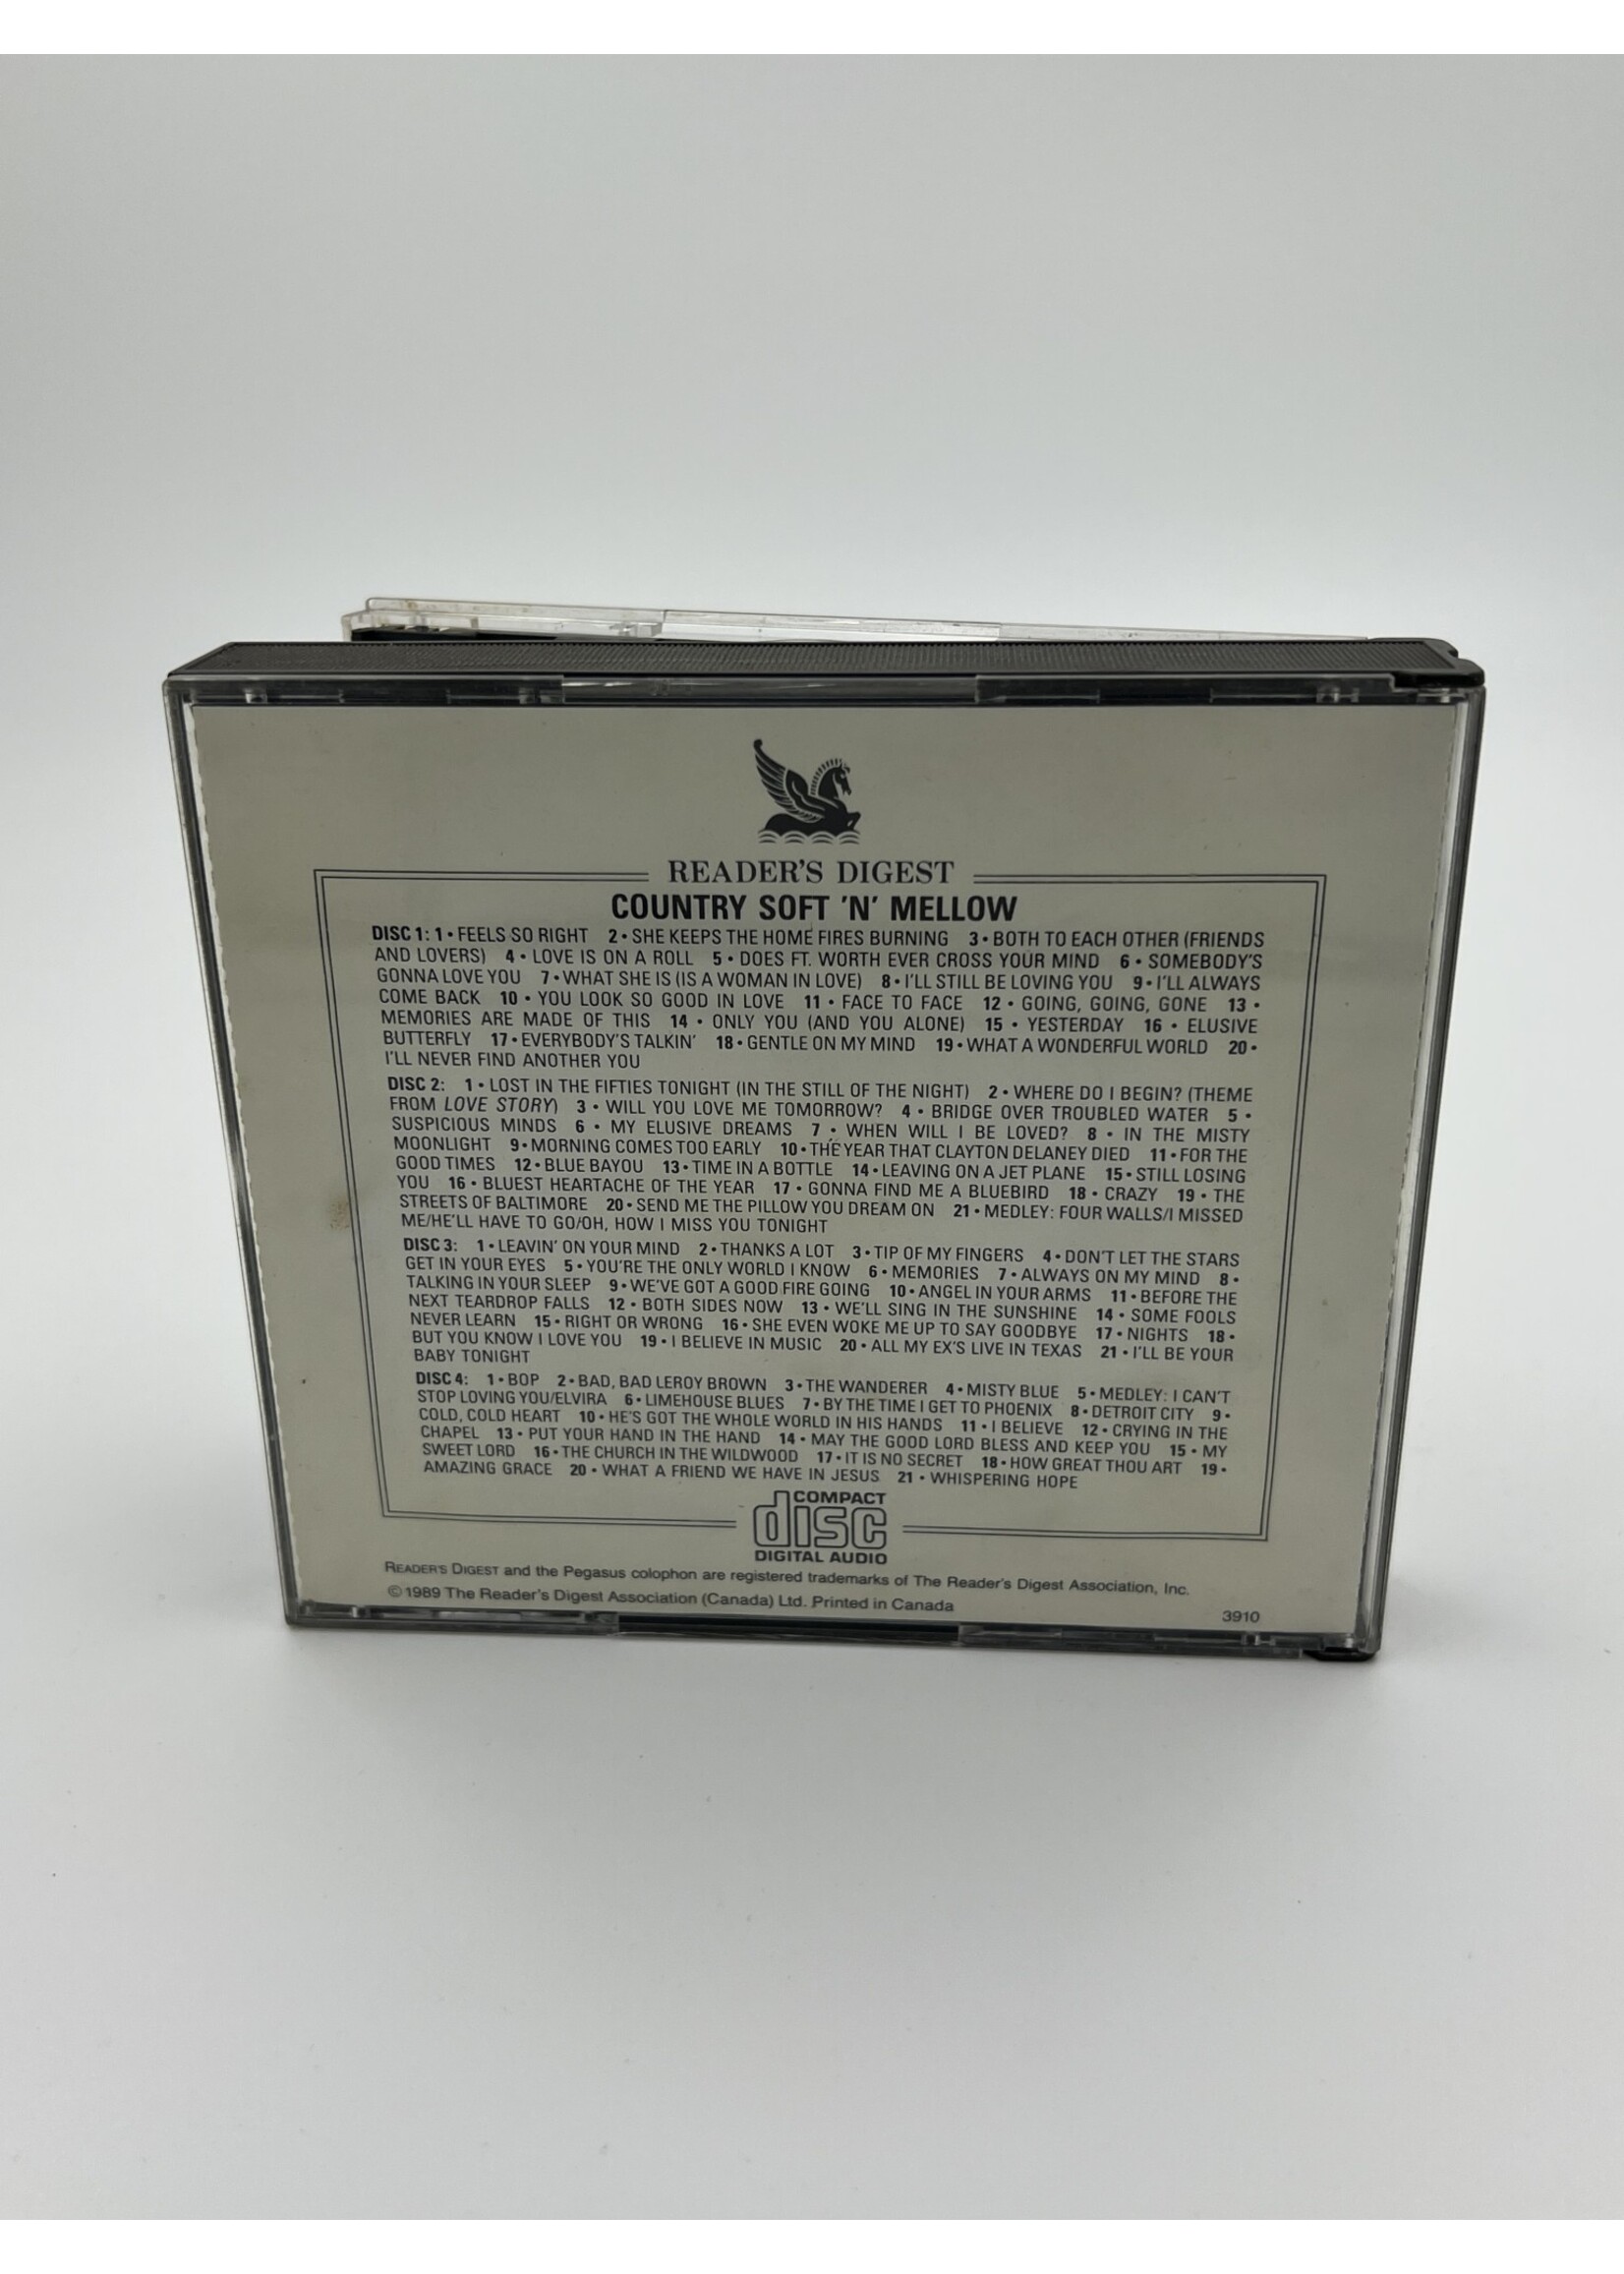 READER'S DIGEST
COUNTRY SOFT 'N' MELLOW
DISC 1: 1 • FEELS SO RIGHT 2 • SHE KEEPS THE HOME FIRES BURNING 3 • BOTH TO EACH OTHER (FRIENDS
AND LOVERS) 4 • LOVE IS ON A ROLL 5 • DOES FT. WORTH EVER CROSS YOUR MIND 6 • SOMEBODY'S
GONNA LOVE YOU 7 • WHAT SHE IS (IS A WOMAN IN LOVE) 8 • I'LL STILL BE LOVING YOU 9 • I'LL ALWAYS
COME BACK 10 • YOU LOOK SO GOOD IN LOVE 11 • FACE TO FACE 12 • GOING, GOING, GONE 13 •
MEMORIES ARE MADE OF THIS 14 • ONLY YOU (AND YOU ALONE) 15 • YESTERDAY 16 • ELUSIVE
BUTTERFLY 17 • EVERYBODY'S TALKIN' 18 • GENTLE ON MY MIND 19 • WHAT A WONDERFUL WORLD 20 •
I'LL NEVER FIND ANOTHER YOU
DISC 2: 1 • LOST IN THE FIFTIES TONIGHT (IN THE STILL OF THE NIGHT) 2 • WHERE DO I BEGIN? (THEME
FROM LOVE STORY) 3 • WILL YOU LOVE ME TOMORROW? 4 • BRIDGE OVER TROUBLED WATER 5 •
SUSPICIOUS MINDS 6 • MY ELUSIVE DREAMS 7 • WHEN WILL I BE LOVED? 8 • IN THE MISTY
MOONLIGHT 9 • MORNING COMES TOO EARLY 10 • THE YEAR THAT CLAYTON DELANEY DIED 11 • FOR THE
GOOD TIMES 12 • BLUE BAYOU 13 • TIME IN A BOTTLE 14 • LEAVING ON A JET PLANE 15 • STILL LOSING
YOU 16 • BLUEST HEARTACHE OF THE YEAR 17 • GONNA FIND ME A BLUEBIRD 18 • CRAZY 19 • THE
STREETS OF BALTIMORE 20 • SEND ME THE PILLOW YOU DREAM ON 21 • MEDLEY: FOUR WALLS/I MISSED
ME/HE'LL HAVE TO GO/OH, HOW I MISS YOU TONIGHT
DISC 3: 1 • LEAVIN' ON YOUR MIND 2 • THANKS A LOT 3 • TIP OF MY FINGERS 4 • DON'T LET THE STARS
GET IN YOUR EYES 5 • YOU'RE THE ONLY WORLD I KNOW 6 • MEMORIES 7 • ALWAYS ON MY MIND 8 •
TALKING IN YOUR SLEEP 9 • WE'VE GOT A GOOD FIRE GOING 10 • ANGEL IN YOUR ARMS 11 • BEFORE THE
NEXT TEARDROP FALLS 12 • BOTH SIDES NOW 13 • WE'LL SING IN THE SUNSHINE 14 • SOME FOOLS
NEVER LEARN 15 • RIGHT OR WRONG 16 • SHE EVEN WOKE ME UP TO SAY GOODBYE 17 • NIGHTS 18 •
BUT YOU KNOW I LOVE YOU 19 • I BELIEVE IN MUSIC 20 • ALL MY EX'S LIVE IN TEXAS 21 • I'LL BE YOUR
BABY TONIGHT
DISC 4: 1 • BOP 2 • BAD, BAD LEROY BROWN 3 • THE WANDERER 4 • MISTY BLUE 5 • MEDLEY: I CAN'T
STOP LOVING YOU/ELVIRA 6 • LIMEHOUSE BLUES 7 • BY THE TIME I GET TO PHOENIX 8 • DETROIT CITY 9 •
COLD, COLD HEART 10 • HE'S GOT THE WHOLE WORLD IN HIS HANDS 11 • I BELIEVE 12 • CRYING IN THE
CHAPEL 13 • PUT YOUR HAND IN THE HAND 14 • MAY THE GOOD LORD BLESS AND KEEP YOU 15 • MY
SWEET LORD 16 • THE CHURCH IN THE WILDWOOD 17 • IT IS NO SECRET 18 • HOW GREAT THOU ART 19 •
AMAZING GRACE 20 • WHAT A FRIEND WE HAVE IN JESUS 21 • WHISPERING HOPE
COMPACT
disc
DIGITAL AUDIO
READER'S DIGEST and the Pegasus colophon are registered trademarks of The Reader's Digest Association, Inc.
© 1989 The Reader's Digest Association (Canada) Ltd. Printed in Canada
3910